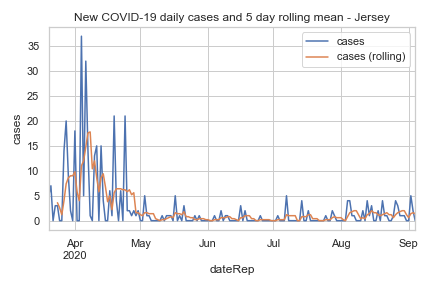 New COVID-19 daily cases and 5 day rolling mean - Jersey
cases
cases (rolling)
35
30
25
20
15
10
5
0
cases
Apr
2020
May
Jun
Jul
Aug
Sep
dateRep